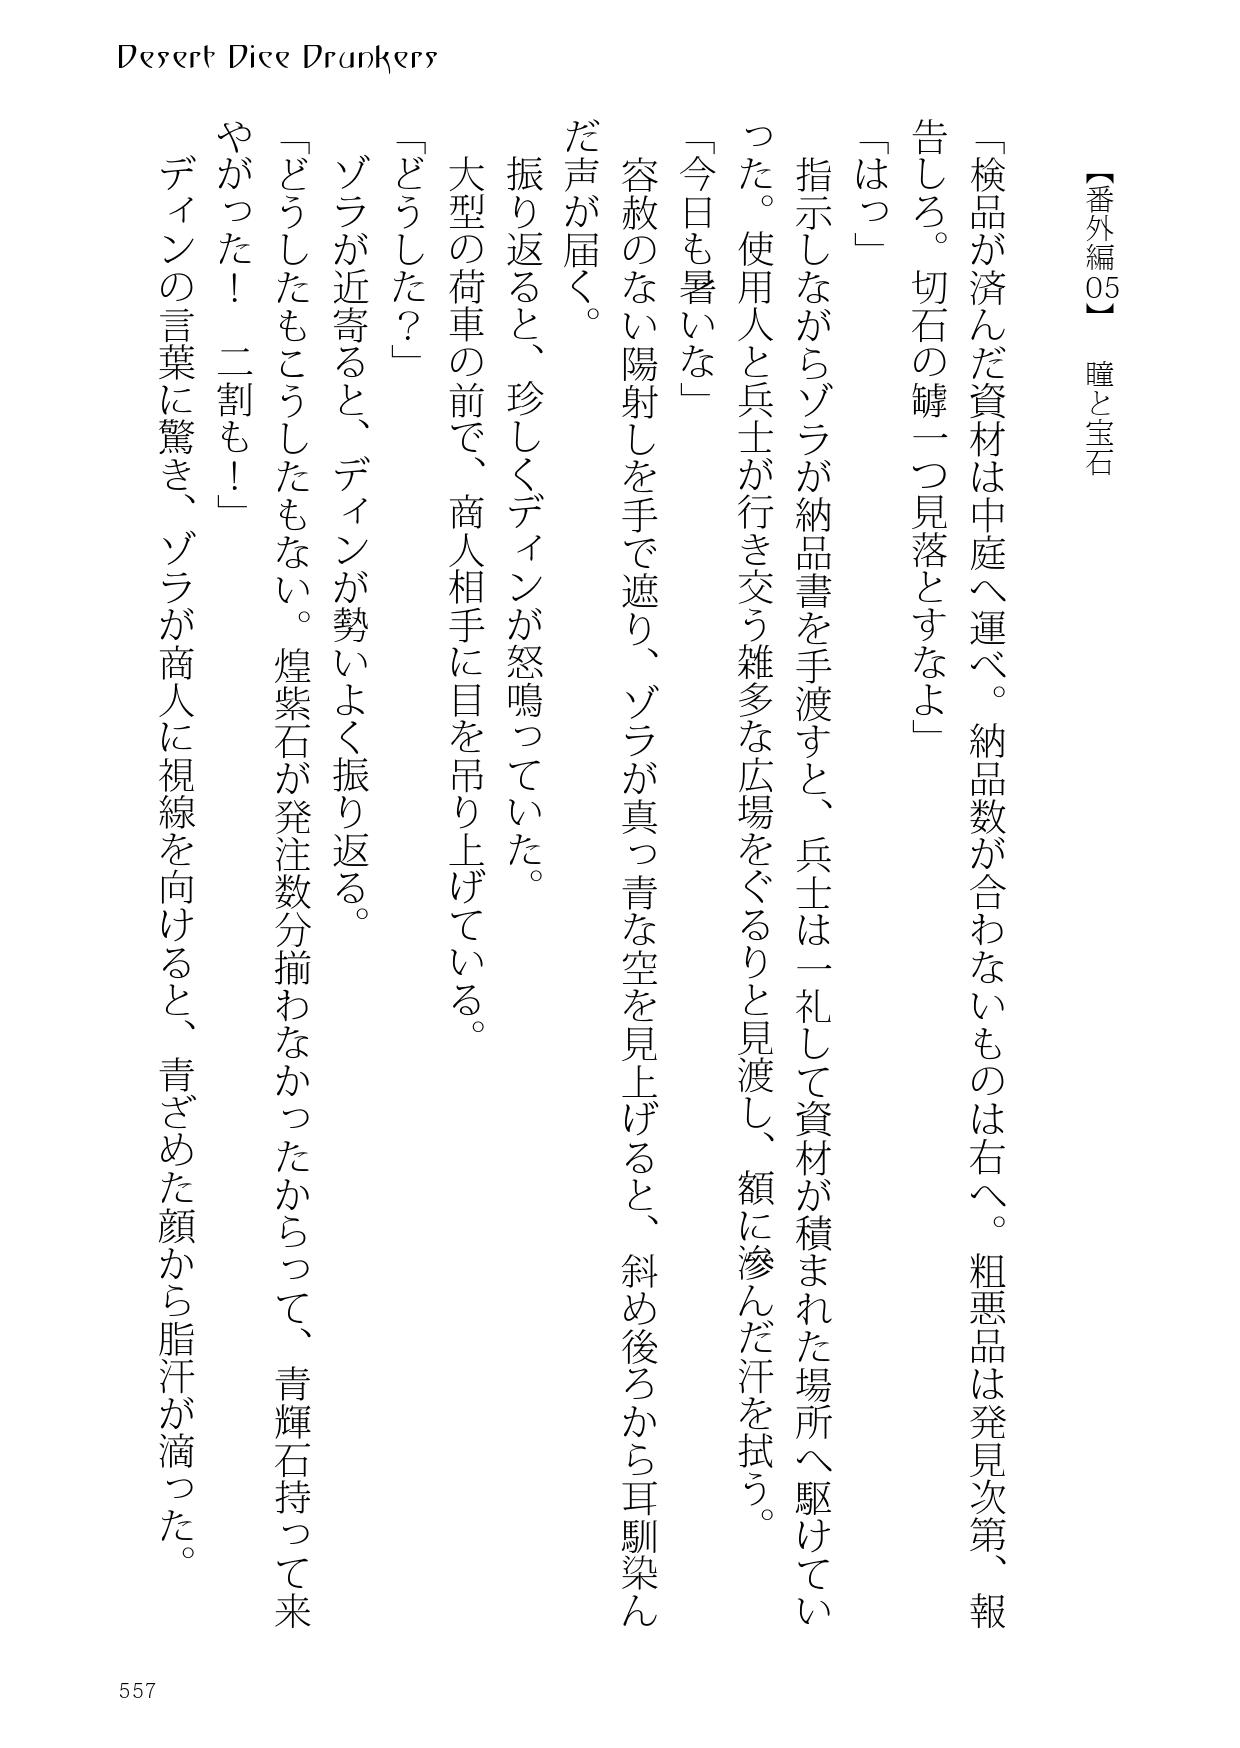 Desert Dice Drunkers
【番外編05】　瞳と宝石
「検品が済んだ資材は中庭へ運べ。納品数が合わないものは右へ。粗悪品は発見次第、報
告しろ。切石の罅一つ見落とすなよ」
「はっ」
　指示しながらゾラが納品書を手渡すと、兵士は一礼して資材が積まれた場所へ駆けてい
った。使用人と兵士が行き交う雑多な広場をぐるりと見渡し、額に滲んだ汗を拭う。
「今日も暑いな」
　容赦のない陽射しを手で遮り、ゾラが真っ青な空を見上げると、斜め後ろから耳馴染ん
だ声が届く。
　振り返ると、珍しくディンが怒鳴っていた。
　大型の荷車の前で、商人相手に目を吊り上げている。
「どうした？」
　ゾラが近寄ると、ディンが勢いよく振り返る。
「どうしたもこうしたもない。煌紫石が発注数分揃わなかったからって、青輝石持って来
やがった！　二割も！」
　ディンの言葉に驚き、ゾラが商人に視線を向けると、青ざめた顔から脂汗が滴った。
557